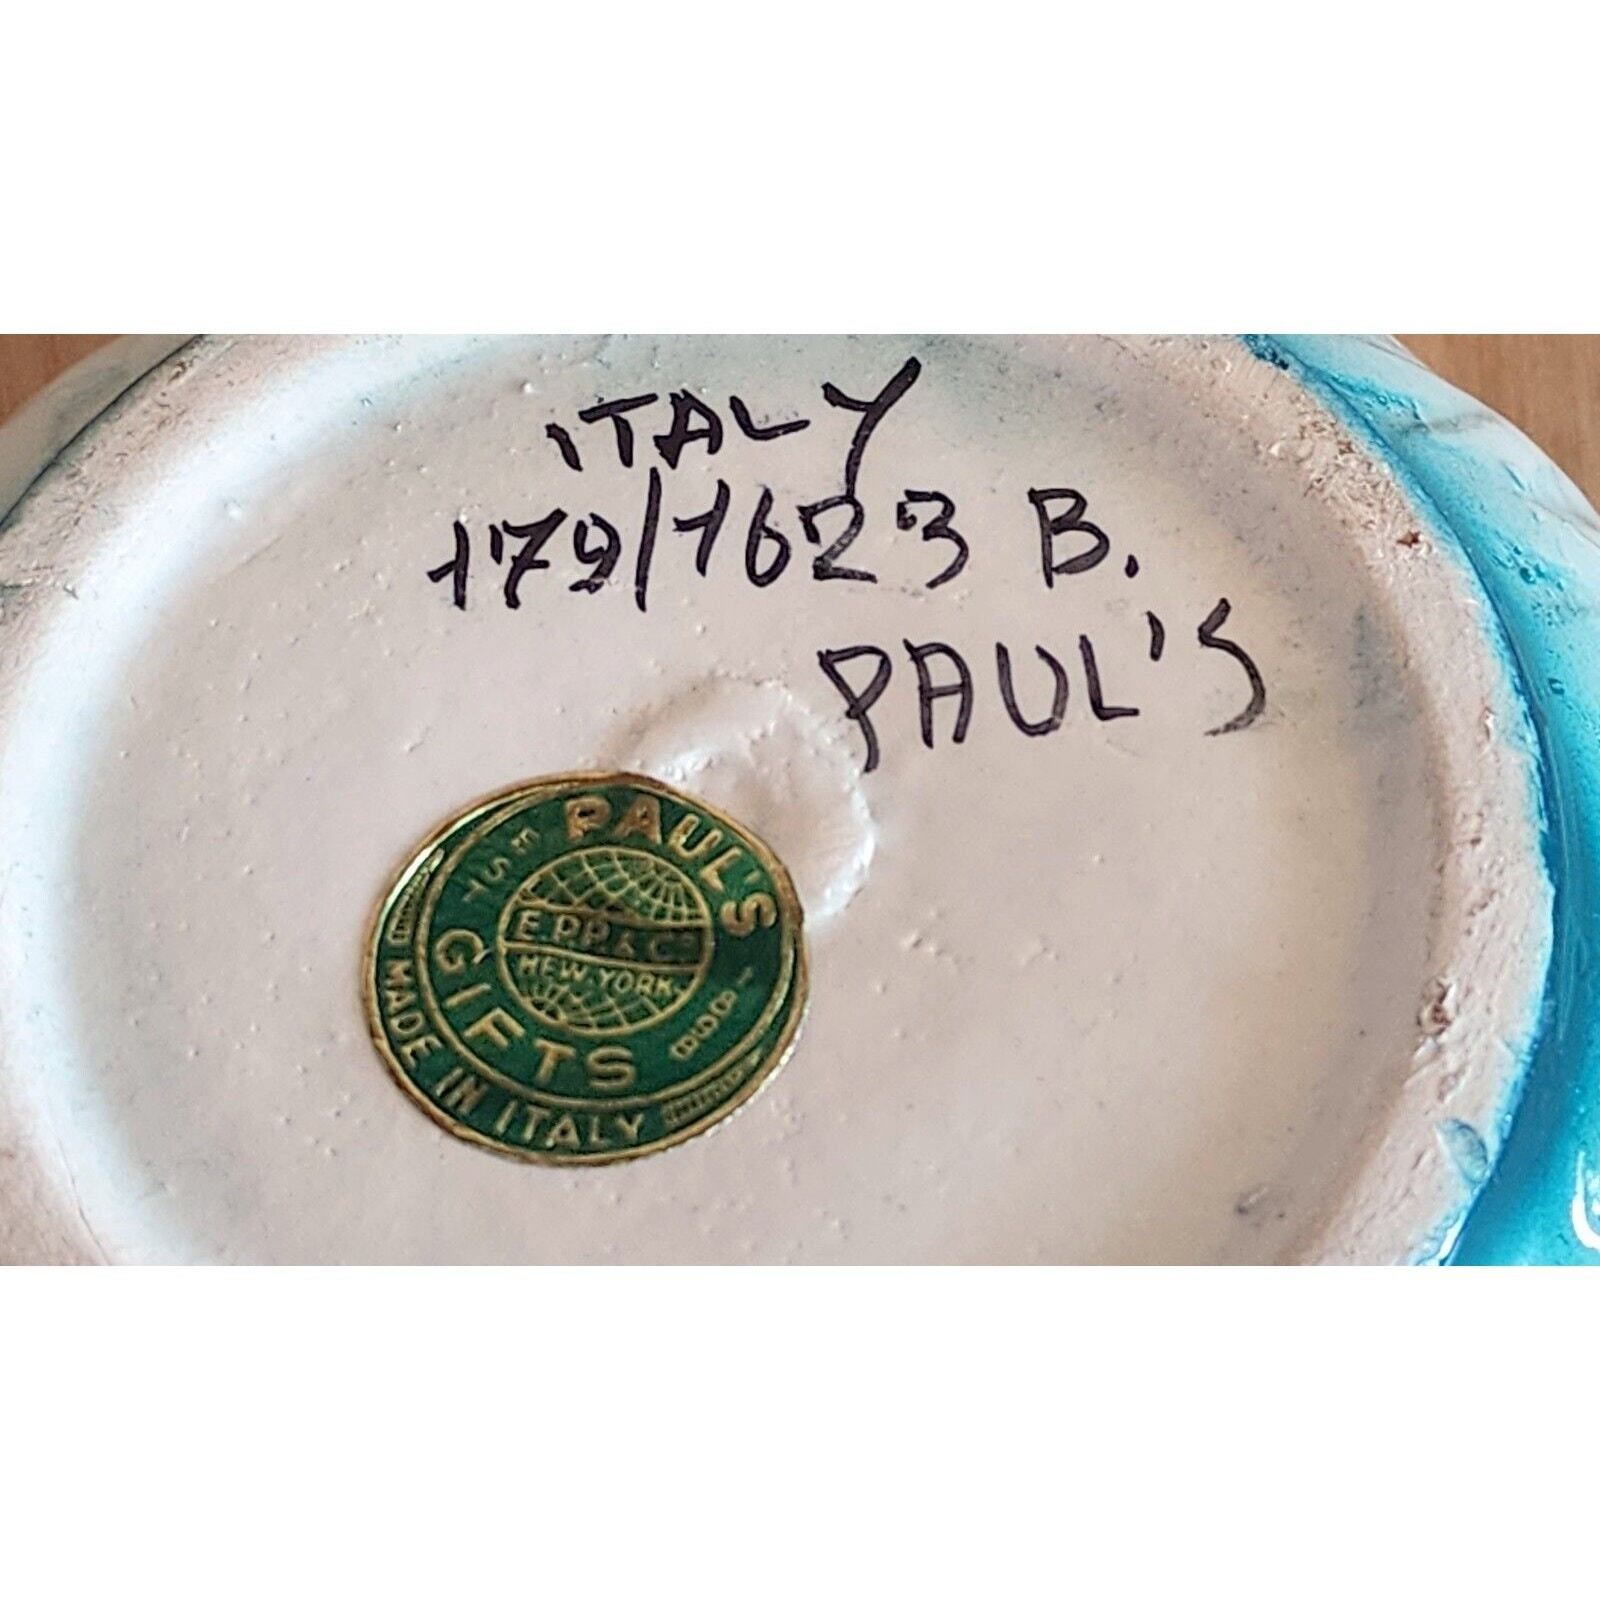 ITALY
179/1623 B.
PAUL'S
PAUL'S
E.P.P. & Co
NEW.YORK.
GIFTS
MADE IN ITALY